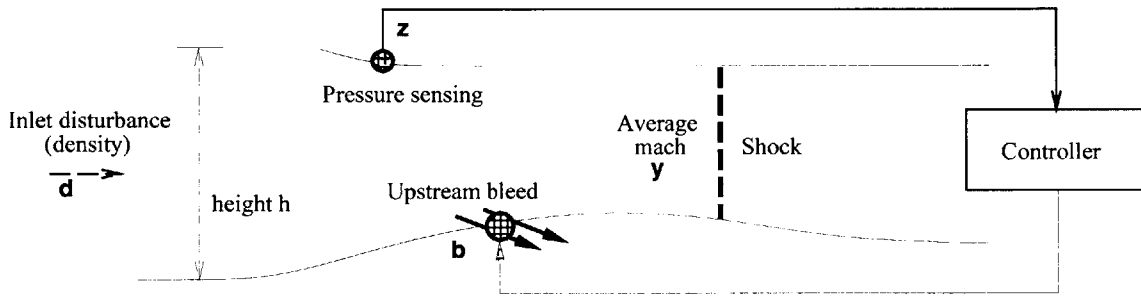 z
Pressure sensing
Inlet disturbance
(density)
d
height h
Average
mach
y
Shock
Controller
Upstream bleed
b